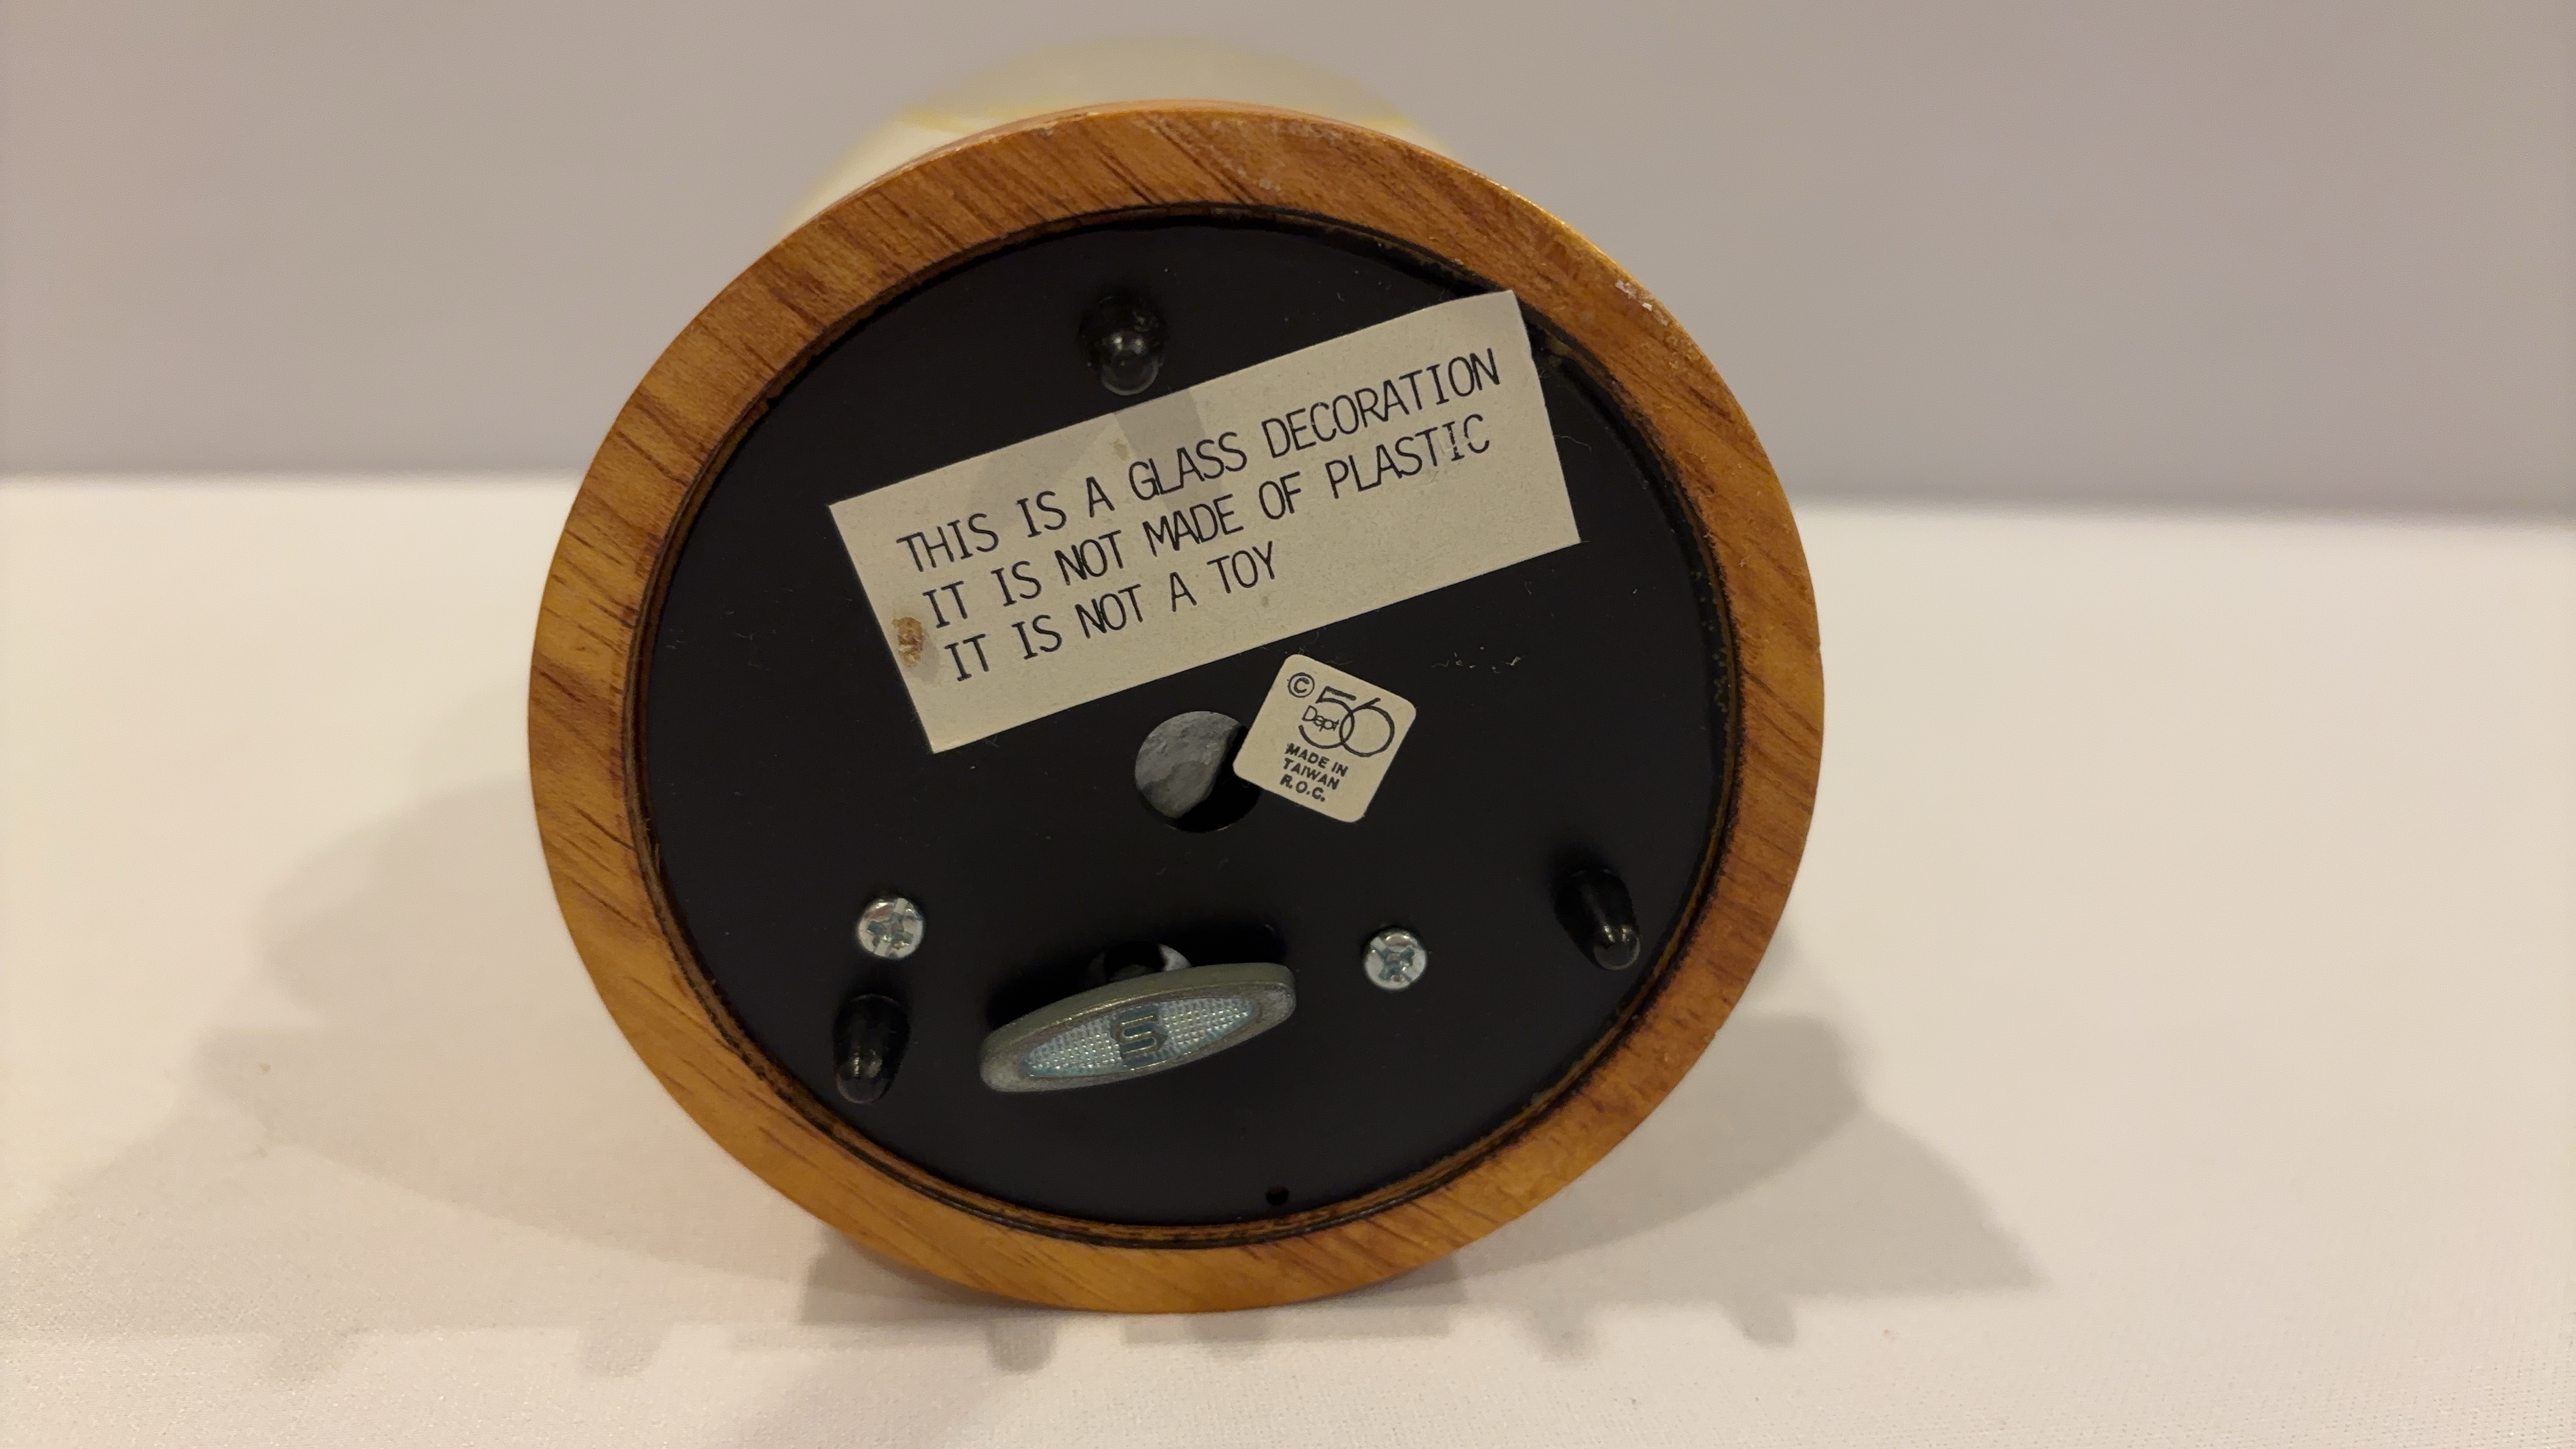 THIS IS A GLASS DECORATION
IT IS NOT MADE OF PLASTIC
IT IS NOT A TOY
© Dept 56
MADE IN
TAIWAN
R.O.C.
S